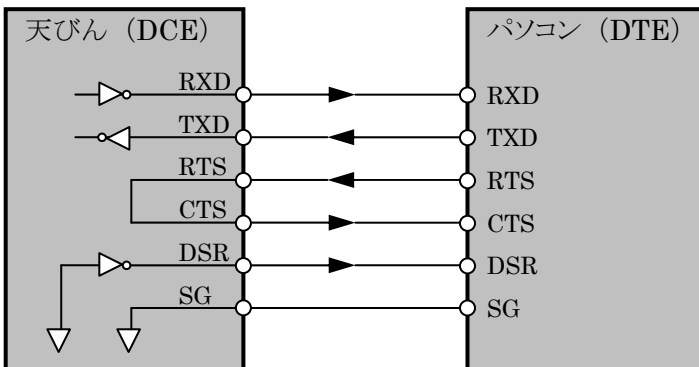 天びん (DCE)
パソコン (DTE)
RXD
RXD
TXD
TXD
RTS
RTS
CTS
CTS
DSR
DSR
SG
SG